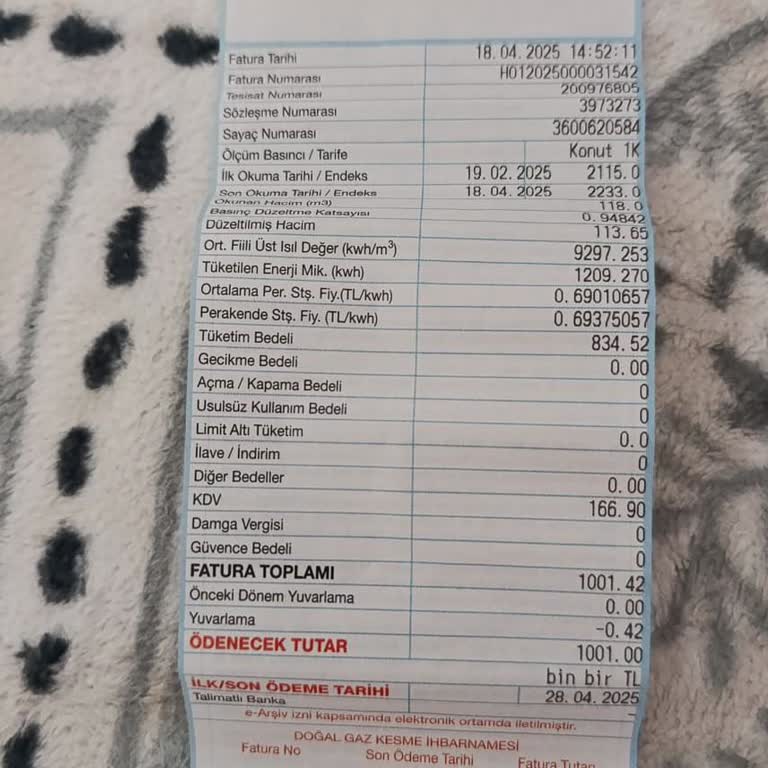 Fatura Tarihi 18.04.2025 14:52:11
Fatura Numarası H012025000031542
Tesisat Numarası 200976805
Sözleşme Numarası 3973273
Sayaç Numarası 3600620584
Ölçüm Basıncı / Tarife Konut 1K
İlk Okuma Tarihi / Endeks 19.02.2025 2115.0
Son Okuma Tarihi / Endeks 18.04.2025 2233.0
Okunan Hacim (m3) 118.0
Basınç Düzeltme Katsayısı 0.94842
Düzeltilmiş Hacim 113.65
Ort. Fiili Üst Isıl Değer (kwh/m³) 9297.253
Tüketilen Enerji Mik. (kwh) 1209.270
Ortalama Per. Stş. Fiy.(TL/kwh) 0.69010657
Perakende Stş. Fiy. (TL/kwh) 0.69375057
Tüketim Bedeli 834.52
Gecikme Bedeli 0.00
Açma / Kapama Bedeli 0
Usulsüz Kullanım Bedeli 0
Limit Altı Tüketim 0.0
İlave / İndirim 0
Diğer Bedeller 0.00
KDV 166.90
Damga Vergisi 0
Güvence Bedeli 0
FATURA TOPLAMI 1001.42
Önceki Dönem Yuvarlama 0.00
Yuvarlama -0.42
ÖDENECEK TUTAR 1001.00
bin bir TL
İLK/SON ÖDEME TARİHİ 28.04.2025
Talimatlı Banka -
e-Arşiv izni kapsamında elektronik ortamda iletilmiştir.
DOĞAL GAZ KESME İHBARNAMESİ
Fatura No Son Ödeme Tarihi Fatura Tutarı